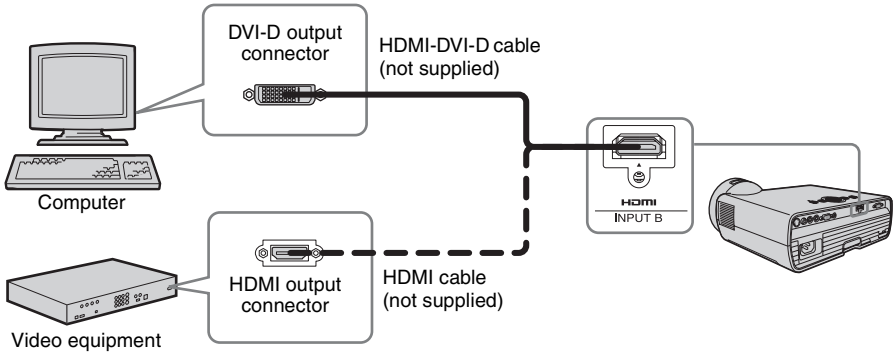 DVI-D output
connector
HDMI-DVI-D cable
(not supplied)
Computer
HDMI
INPUT B
HDMI output
connector
HDMI cable
(not supplied)
Video equipment